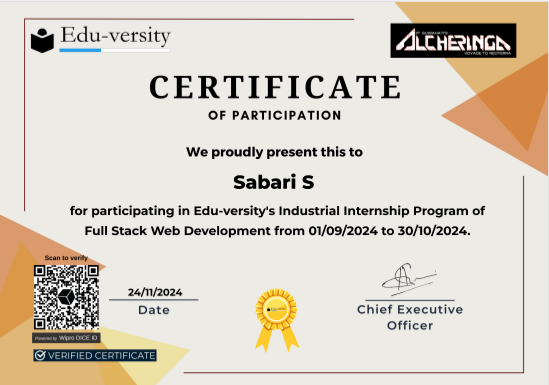 Edu-versity
IIT GUWAHATI'S
ALCHERINGA
VOYAGE TO NEOTERRA
CERTIFICATE
OF PARTICIPATION
We proudly present this to
Sabari S
for participating in Edu-versity's Industrial Internship Program of
Full Stack Web Development from 01/09/2024 to 30/10/2024.
Scan to verify
Powered by Wipro DICE ID
VERIFIED CERTIFICATE
24/11/2024
Date
Chief Executive
Officer